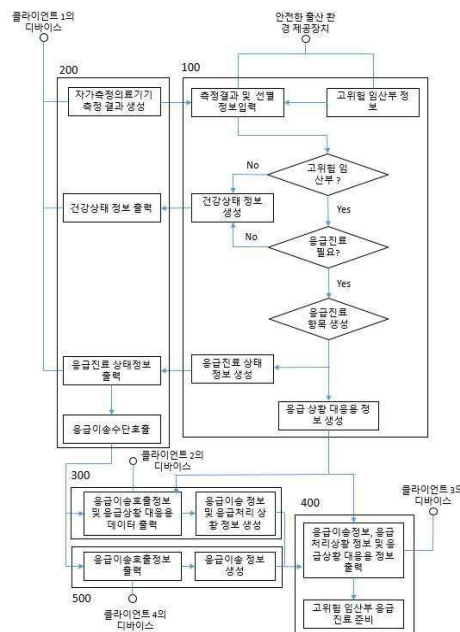 클라이언트 1의
디바이스
안전한 출산 환
경 제공장치
200
100
자가측정의료기기
측정 결과 생성
측정결과 및 선별
정보입력
고위험 임산부 정
보
고위험 임
산부 ?
No
Yes
건강상태 정보 출력
건강상태 정보
생성
No
응급진료
필요?
Yes
응급진료
항목 생성
응급진료 상태정보
출력
응급진료 상태
정보 생성
응급이송수단호출
응급 상황 대응용 정
보 생성
클라이언트 2의
디바이스
300
클라이언트 3의
디바이스
400
응급이송호출정보
및 응급상황 대응용
데이터 출력
응급이송 정보
및 응급처리 상
황 정보 생성
응급이송정보, 응급
처리상황 정보 및 응
급상황 대응용 정보
출력
응급이송호출정보
출력
응급이송 정보
생성
500
고위험 임산부 응급
진료 준비
클라이언트 4의
디바이스